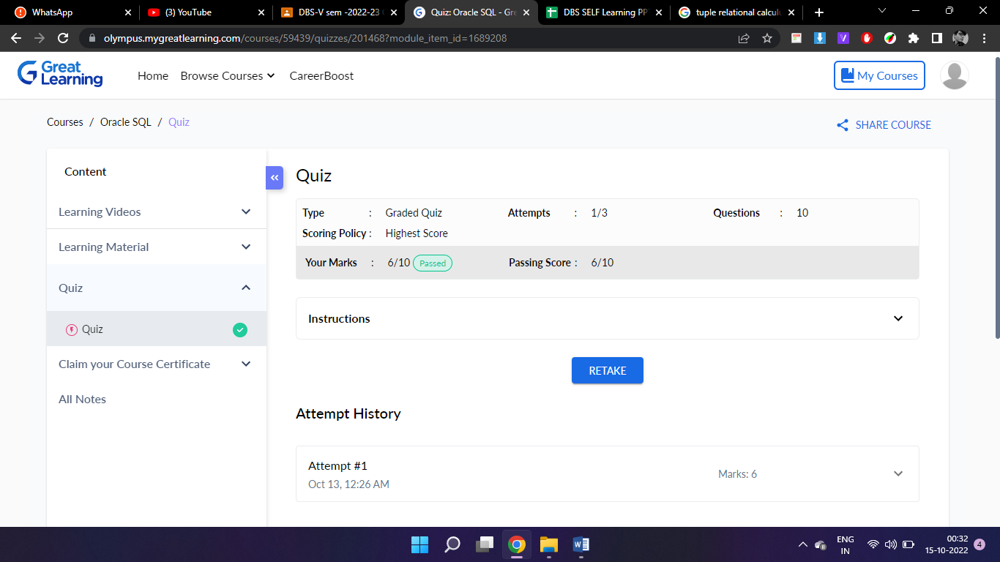 WhatsApp
(3) YouTube
DBS-V sem -2022-23
Quiz: Oracle SQL - Gre
DBS SELF Learning PP
tuple relational calcul
olympus.mygreatlearning.com/courses/59439/quizzes/201468?module_item_id=1689208
Great Learning
Home Browse Courses CareerBoost
My Courses
Courses / Oracle SQL / Quiz
SHARE COURSE
Content
Learning Videos
Learning Material
Quiz
Quiz
Claim your Course Certificate
All Notes
Quiz
Type : Graded Quiz Attempts : 1/3 Questions : 10
Scoring Policy : Highest Score
Your Marks : 6/10 Passed Passing Score : 6/10
Instructions
RETAKE
Attempt History
Attempt #1
Oct 13, 12:26 AM
Marks: 6
ENG
IN
00:32
15-10-2022
4